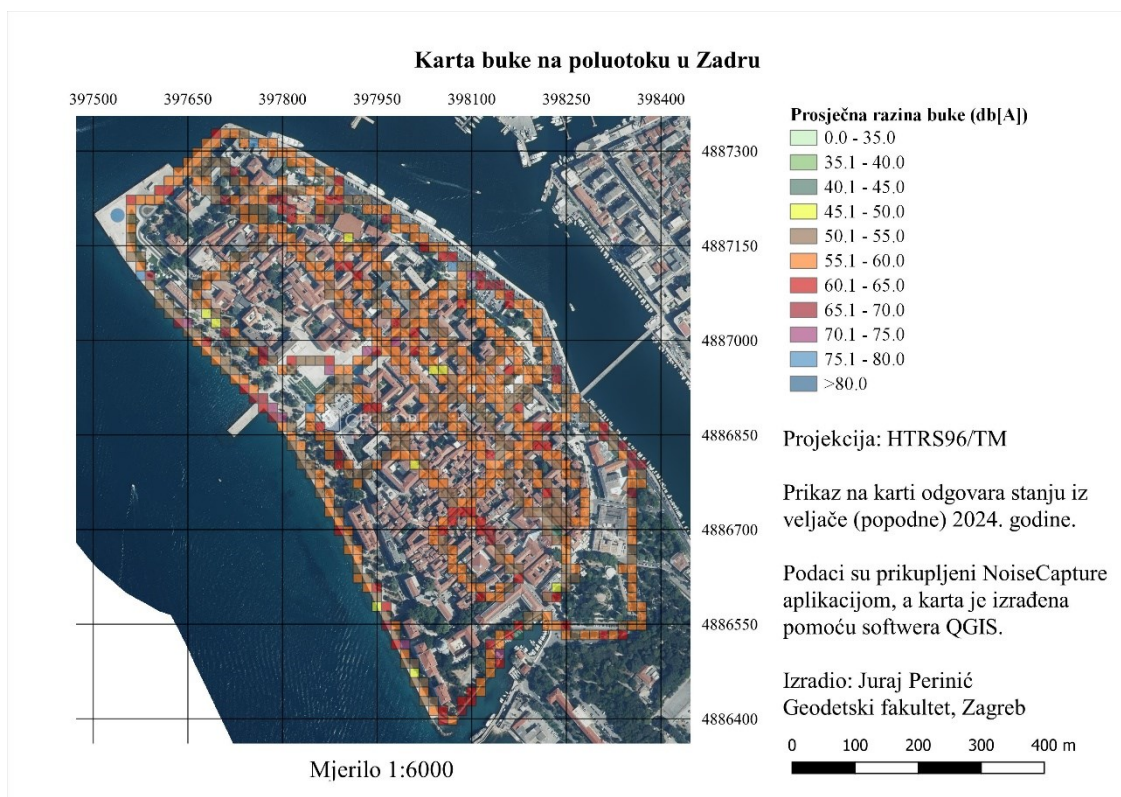 Karta buke na poluotoku u Zadru
397500 397650 397800 397950 398100 398250 398400
4887300
4887150
4887000
4886850
4886700
4886550
4886400
Mjerilo 1:6000
Prosječna razina buke (db[A])
0.0 - 35.0
35.1 - 40.0
40.1 - 45.0
45.1 - 50.0
50.1 - 55.0
55.1 - 60.0
60.1 - 65.0
65.1 - 70.0
70.1 - 75.0
75.1 - 80.0
>80.0
Projekcija: HTRS96/TM
Prikaz na karti odgovara stanju iz
veljače (popodne) 2024. godine.
Podaci su prikupljeni NoiseCapture
aplikacijom, a karta je izrađena
pomoću softwera QGIS.
Izradio: Juraj Perinić
Geodetski fakultet, Zagreb
0 100 200 300 400 m